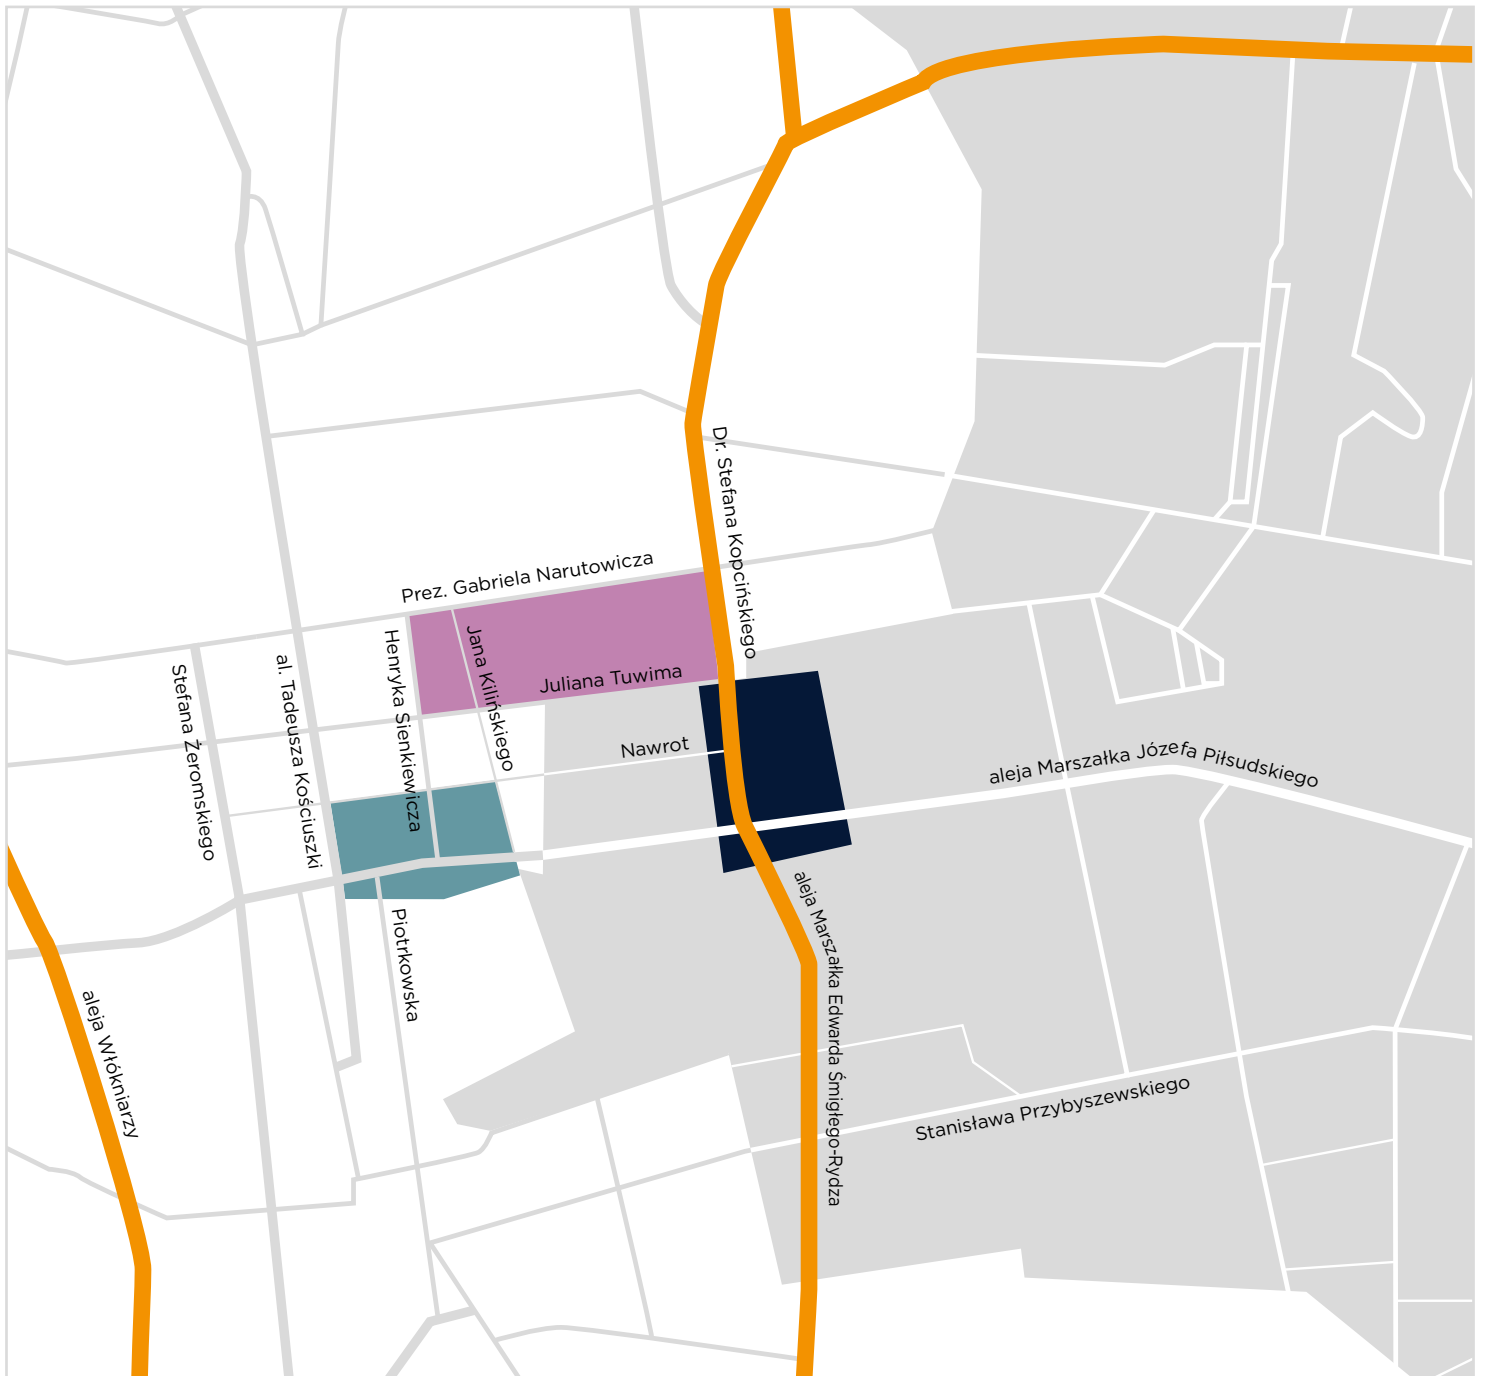 Dr. Stefana Kopcińskiego
Prez. Gabriela Narutowicza
Jana Kilińskiego
Henryka Sienkiewicza
al. Tadeusza Kościuszki
Stefana Żeromskiego
Juliana Tuwima
Nawrot
aleja Marszałka Józefa Piłsudskiego
aleja Marszałka Edwarda Śmigłego-Rydza
Piotrkowska
aleja Włókniarzy
Stanisława Przybyszewskiego